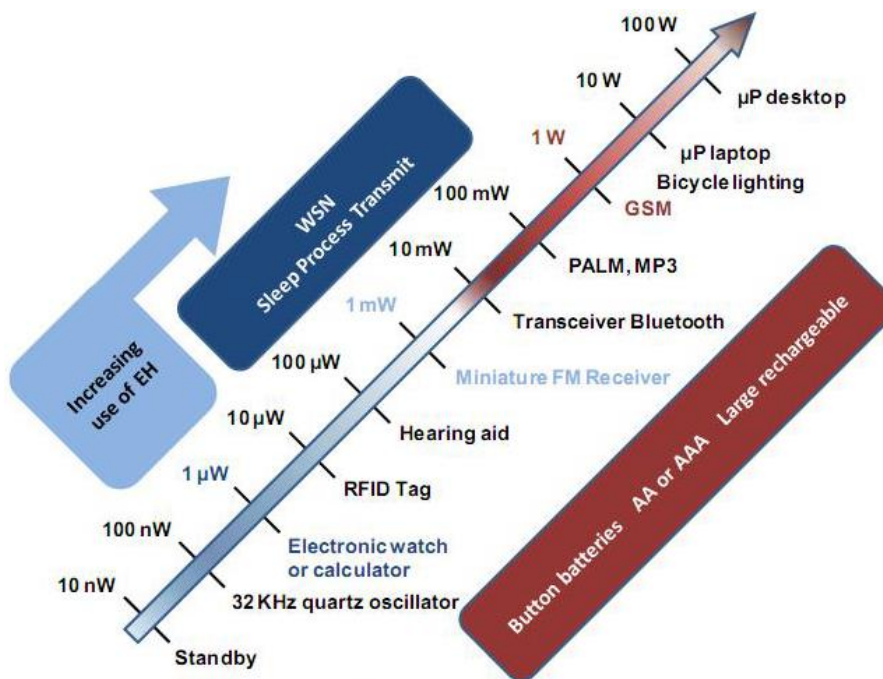 100 W
µP desktop
10 W
µP laptop
Bicycle lighting
1 W
GSM
100 mW
PALM, MP3
10 mW
Transceiver Bluetooth
1 mW
Miniature FM Receiver
100 µW
Hearing aid
10 µW
RFID Tag
1 µW
Electronic watch
or calculator
100 nW
32 KHz quartz oscillator
10 nW
Standby
WSN
Sleep Process Transmit
Increasing
use of EH
Button batteries AA or AAA Large rechargeable